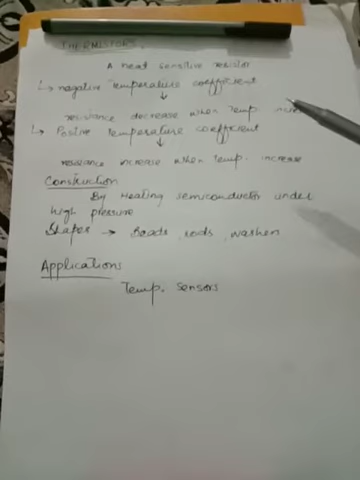 THERMISTORS.
A heat sensitive resistor
↳ negative temperature coefficient
↓
resistance decrease when temp.
↳ Positive temperature coefficient
↓
resistance increase when temp. increase
Construction
By Heating semiconductor under
high pressure
Shapes → Beads, rods, washers
Applications
Temp. sensors